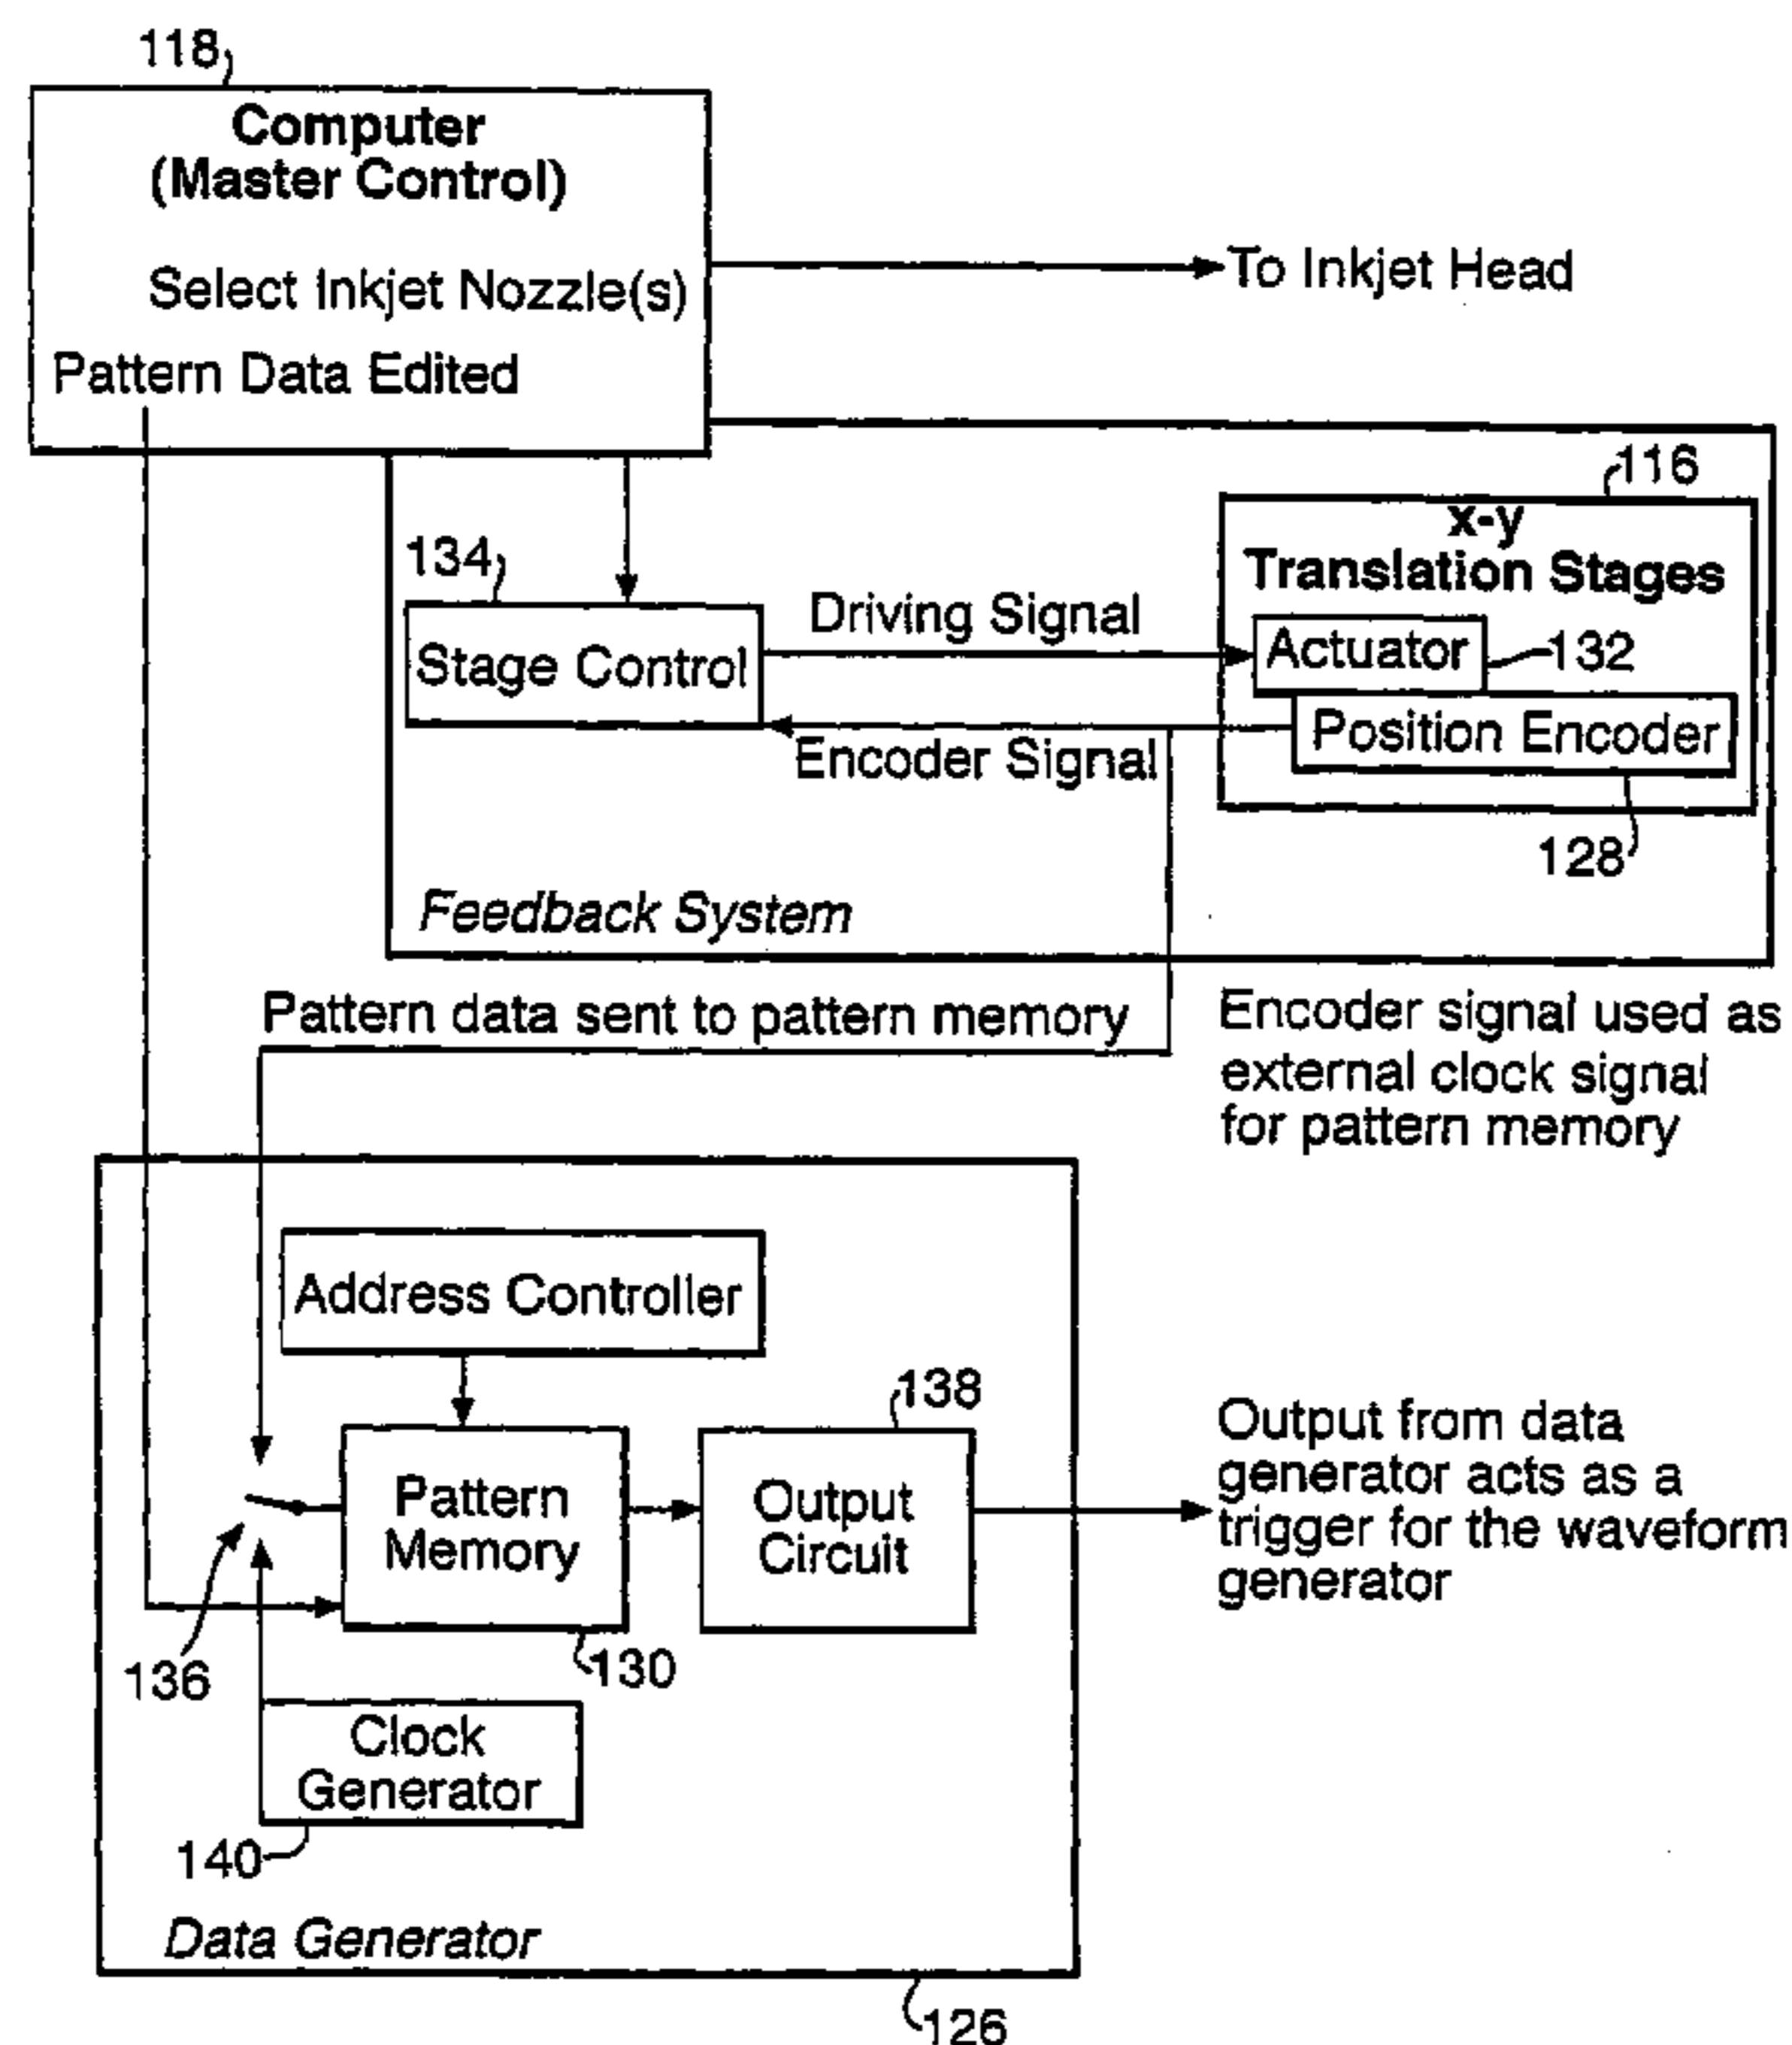 118
Computer
(Master Control)
Select Inkjet Nozzle(s)
To Inkjet Head
Pattern Data Edited
116
x-y
Translation Stages
134
Driving Signal
Actuator
132
Stage Control
Position Encoder
Encoder Signal
128
Feedback System
Pattern data sent to pattern memory
Encoder signal used as
external clock signal
for pattern memory
Address Controller
138
Pattern
Memory
Output
Circuit
Output from data
generator acts as a
trigger for the waveform
generator
136
130
Clock
Generator
140
Data Generator
126